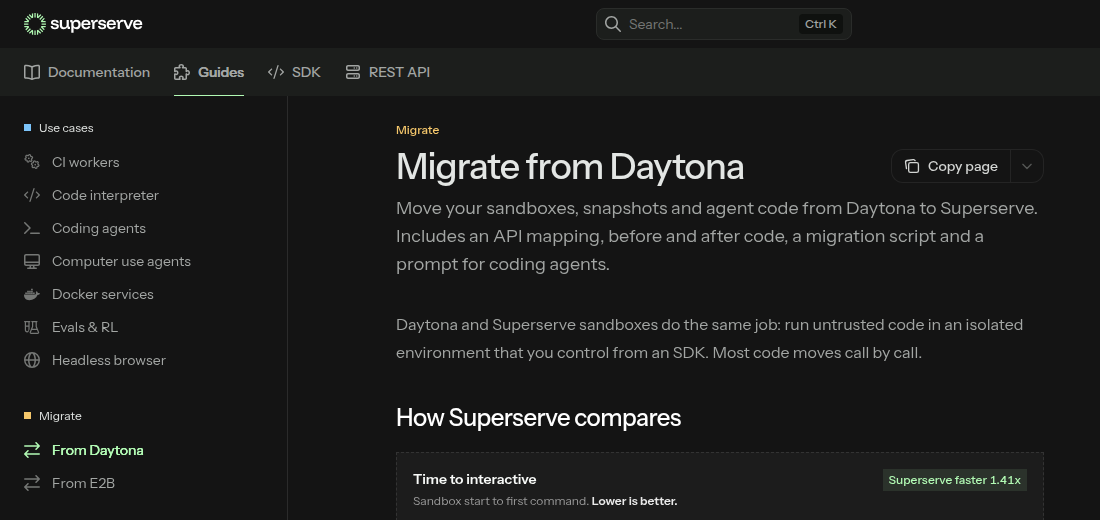 superserve
Search...
Ctrl K
Documentation
Guides
SDK
REST API
Use cases
CI workers
Code interpreter
Coding agents
Computer use agents
Docker services
Evals & RL
Headless browser
Migrate
From Daytona
From E2B
Migrate
Migrate from Daytona
Copy page
Move your sandboxes, snapshots and agent code from Daytona to Superserve.
Includes an API mapping, before and after code, a migration script and a
prompt for coding agents.
Daytona and Superserve sandboxes do the same job: run untrusted code in an isolated
environment that you control from an SDK. Most code moves call by call.
How Superserve compares
Time to interactive
Superserve faster 1.41x
Sandbox start to first command. Lower is better.